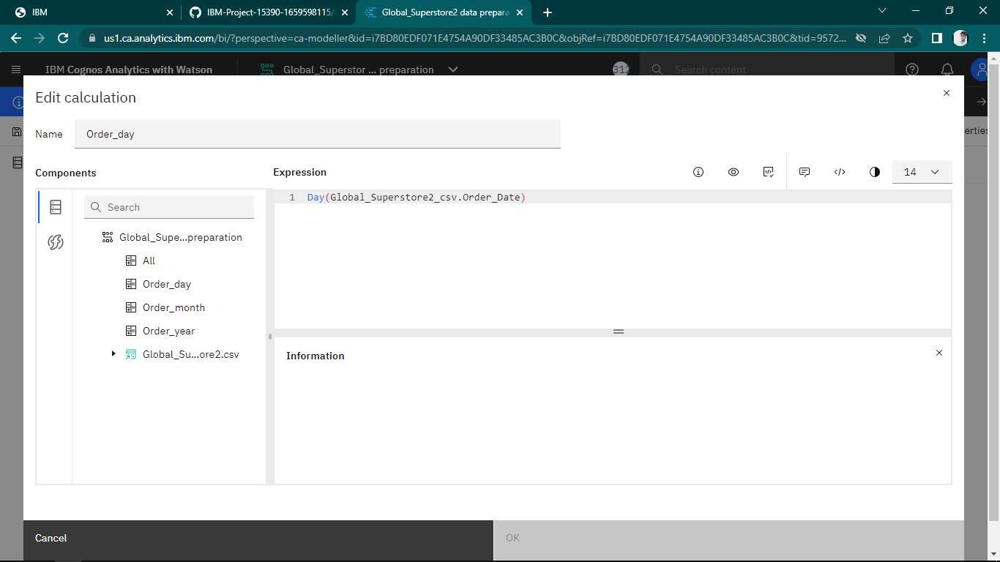 IBM
IBM-Project-15390-1659598115/
Global_Superstore2 data prepara
us1.ca.analytics.ibm.com/bi/?perspective=ca-modeller&id=i7BD80EDF071E4754A90DF33485AC3B0C&objRef=i7BD80EDF071E4754A90DF33485AC3B0C&tid=9572...
IBM Cognos Analytics with Watson
Global_Superstor ... preparation
312
Search content
Edit calculation
erties
Name
Order_day
Components
Expression
14
Search
1 Day(Global_Superstore2_csv.Order_Date)
Global_Supe...preparation
All
Order_day
Order_month
Order_year
Global_Su...ore2.csv
Information
Cancel
OK